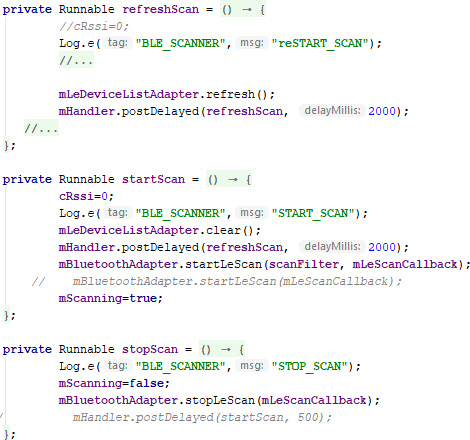 private Runnable refreshScan = () → {
//cRssi=0;
Log.e( tag: "BLE_SCANNER", msg: "reSTART_SCAN");
//...
mLeDeviceListAdapter.refresh();
mHandler.postDelayed(refreshScan, delayMillis: 2000);
//...
};
private Runnable startScan = () → {
cRssi=0;
Log.e( tag: "BLE_SCANNER", msg: "START_SCAN");
mLeDeviceListAdapter.clear();
mHandler.postDelayed(refreshScan, delayMillis: 2000);
mBluetoothAdapter.startLeScan(scanFilter, mLeScanCallback);
// mBluetoothAdapter.startLeScan(mLeScanCallback);
mScanning=true;
};
private Runnable stopScan = () → {
Log.e( tag: "BLE_SCANNER", msg: "STOP_SCAN");
mScanning=false;
mBluetoothAdapter.stopLeScan(mLeScanCallback);
/ mHandler.postDelayed(startScan, 500);
};